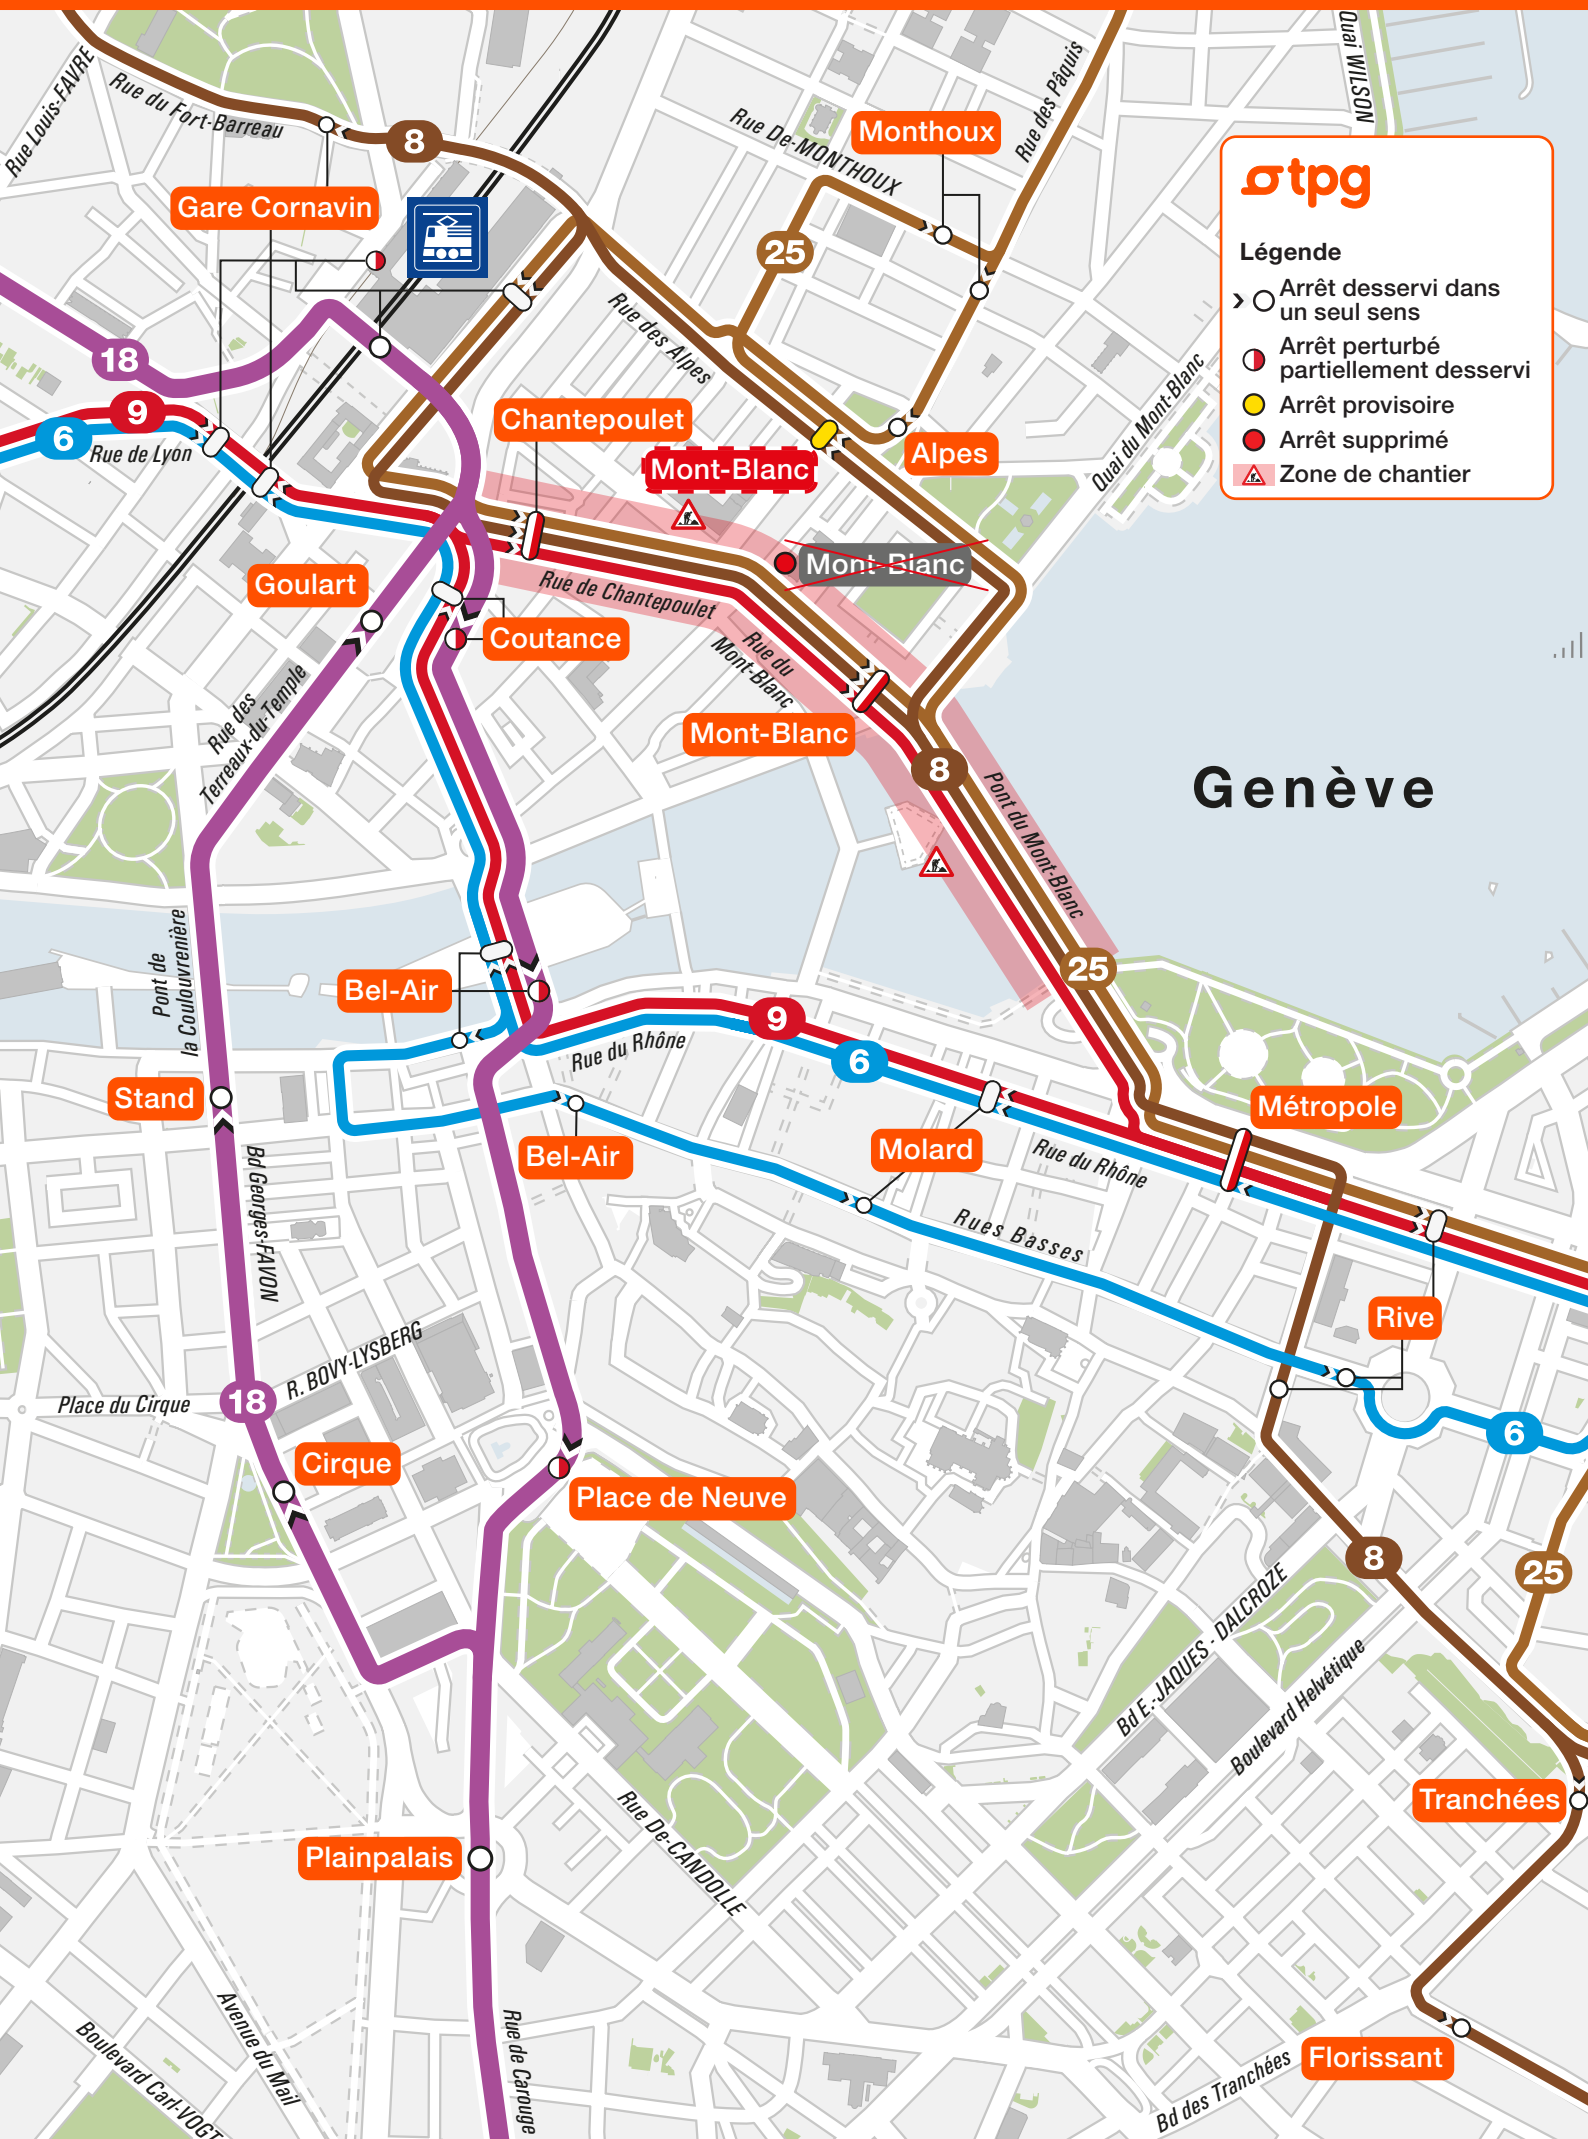 Rue Louis-FAVRE
Rue du Fort-Barreau
8
Gare Cornavin
Rue De-MONTHOUX
Monthoux
Rue des Pâquis
Quai WILSON
tpg
Légende
Arrêt desservi dans
un seul sens
Arrêt perturbé
partiellement desservi
Arrêt provisoire
Arrêt supprimé
Zone de chantier
25
18
9
6
Rue de Lyon
Rue des Alpes
Chantepoulet
Mont-Blanc
Alpes
Quai du Mont-Blanc
Mont-Blanc
Goulart
Rue de Chantepoulet
Coutance
Rue du
Mont-Blanc
Rue des
Terreaux-du-Temple
Mont-Blanc
8
Pont du Mont-Blanc
Genève
Pont de
la Coulouvrenière
Bel-Air
25
9
6
Rue du Rhône
Stand
Bel-Air
Molard
Métropole
Rue du Rhône
Rues Basses
Bd Georges-FAVON
Rive
R. BOVY-LYSBERG
Place du Cirque
18
6
Cirque
Place de Neuve
8
25
Bd E.-JAQUES - DALCROZE
Boulevard Helvétique
Tranchées
Plainpalais
Rue De-CANDOLLE
Avenue du Mail
Boulevard Carl-VOGT
Rue de Carouge
Florissant
Bd des Tranchées